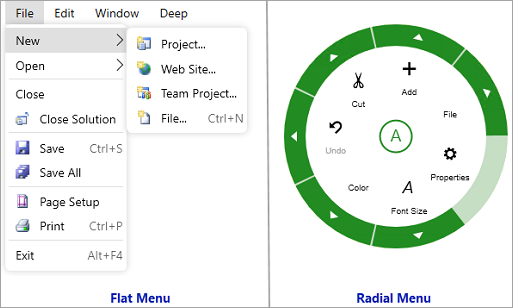 File Edit Window Deep
New
Open
Close
Close Solution
Save Ctrl+S
Save All
Page Setup
Print Ctrl+P
Exit Alt+F4
Project...
Web Site...
Team Project...
File... Ctrl+N
Flat Menu
Add
Cut
File
Undo
A
Properties
Color
A
Font Size
Radial Menu